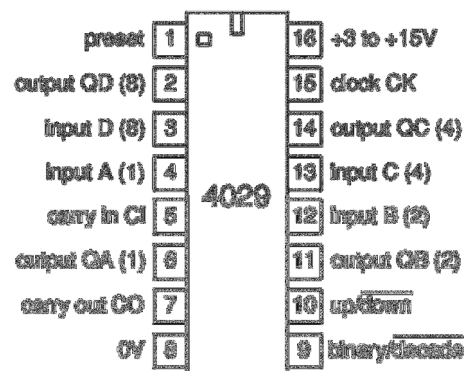 preset 1 16 +3 to +15V
output QD (8) 2 15 clock CK
input D (8) 3 14 output QC (4)
input A (1) 4 13 input C (4)
4029
carry in CI 5 12 input B (2)
output QA (1) 6 11 output QB (2)
carry out CO 7 10 up/down
0V 8 9 binary/decade